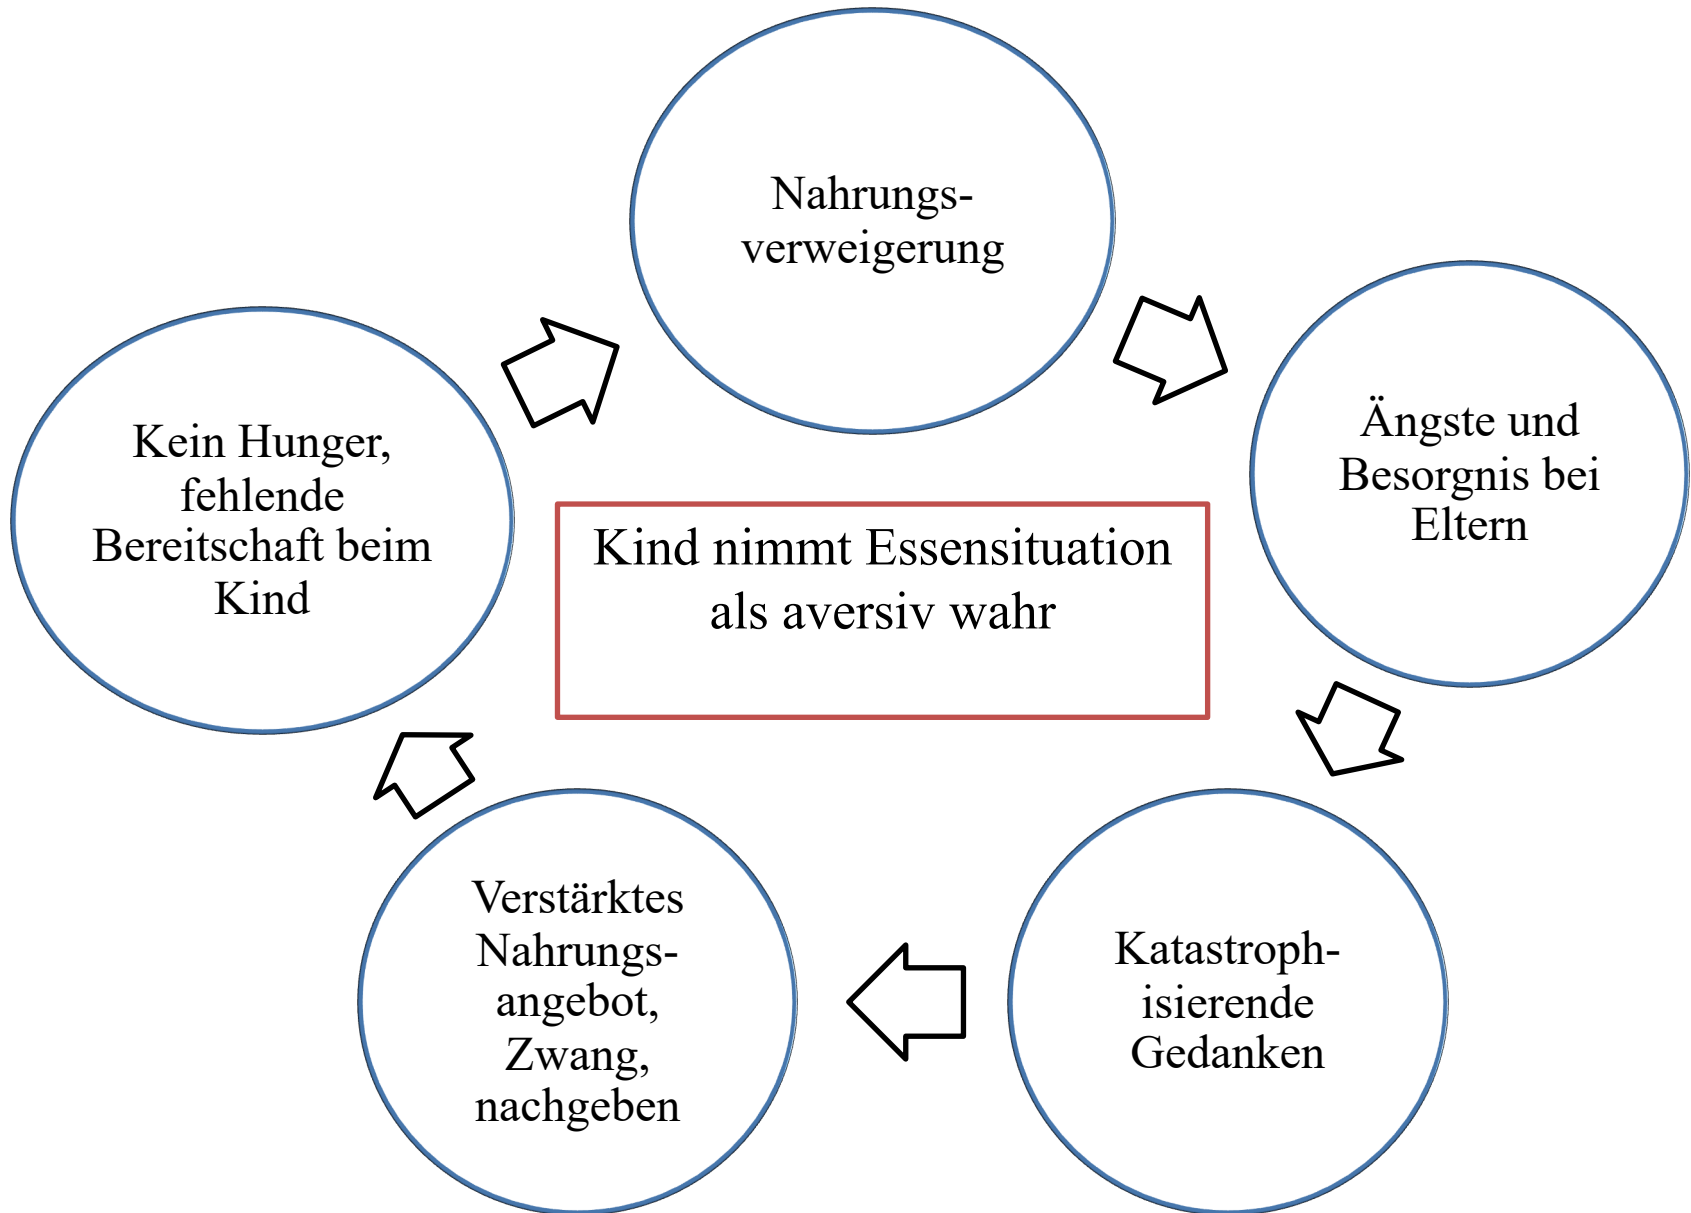 Nahrungs-
verweigerung
Ängste und
Besorgnis bei
Eltern
Katastroph-
isierende
Gedanken
Verstärktes
Nahrungs-
angebot,
Zwang,
nachgeben
Kein Hunger,
fehlende
Bereitschaft beim
Kind
Kind nimmt Essensituation
als aversiv wahr